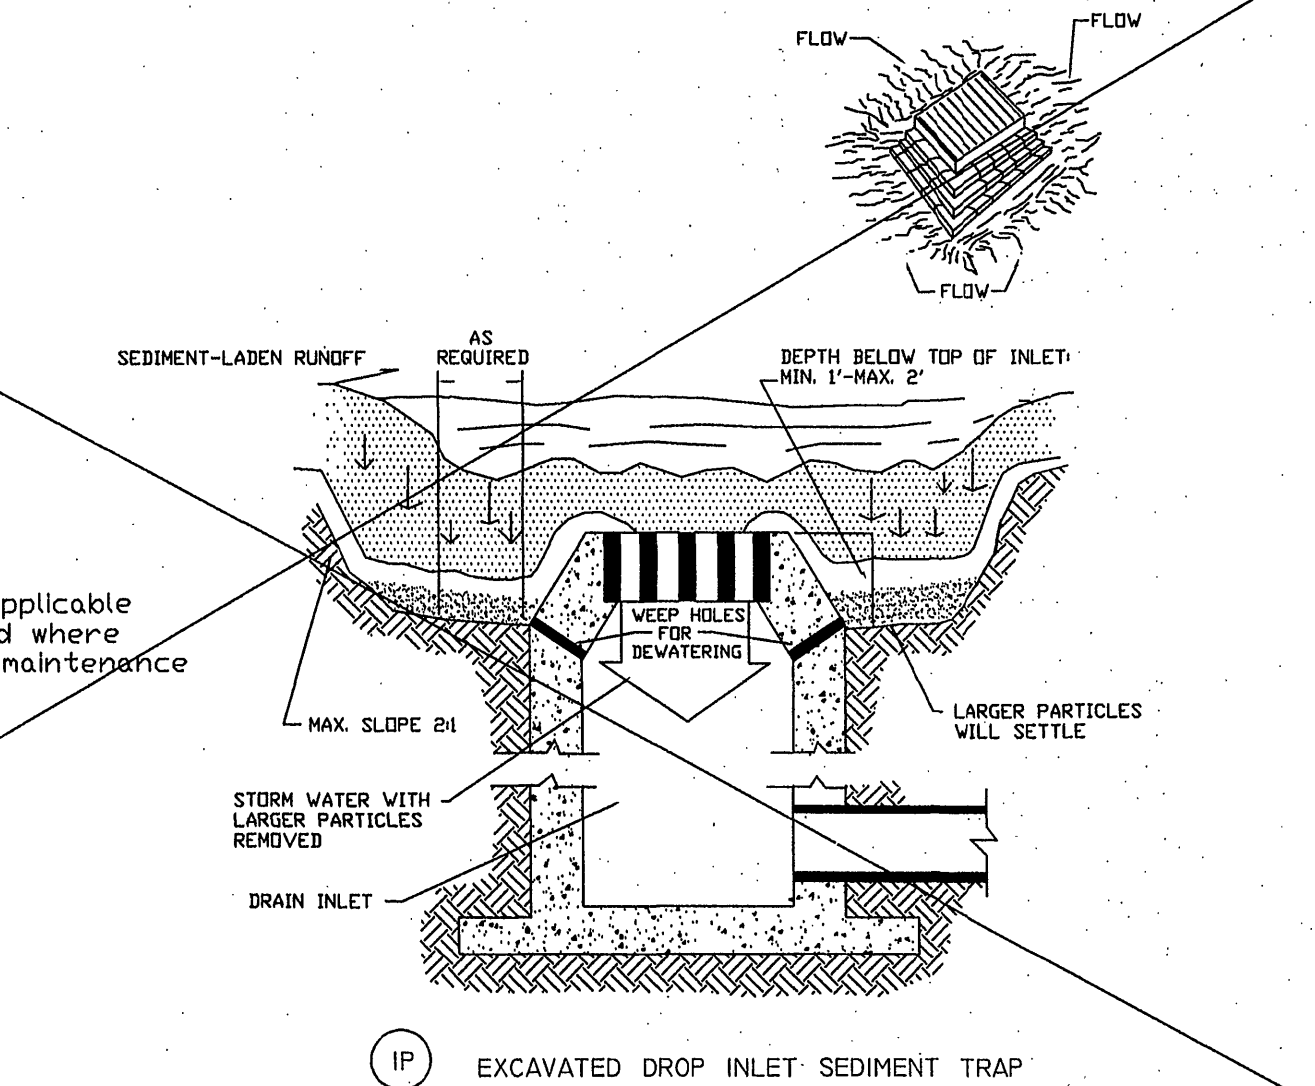 FLOW
FLOW
FLOW
SEDIMENT-LADEN RUNOFF
AS
REQUIRED
DEPTH BELOW TOP OF INLET:
MIN. 1'-MAX. 2'
where
maintenance
WEEP HOLES
FOR
DEWATERING
MAX. SLOPE 2:1
LARGER PARTICLES
WILL SETTLE
STORM WATER WITH
LARGER PARTICLES
REMOVED
DRAIN INLET
IP
EXCAVATED DROP INLET SEDIMENT TRAP